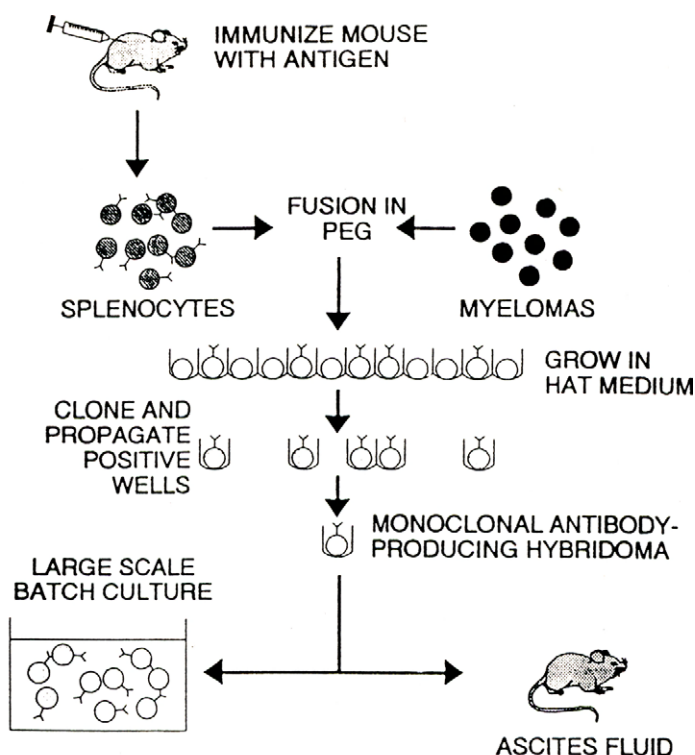 IMMUNIZE MOUSE
WITH ANTIGEN
FUSION IN
PEG
SPLENOCYTES
MYELOMAS
GROW IN
HAT MEDIUM
CLONE AND
PROPAGATE
POSITIVE
WELLS
MONOCLONAL ANTIBODY-
PRODUCING HYBRIDOMA
LARGE SCALE
BATCH CULTURE
ASCITES FLUID